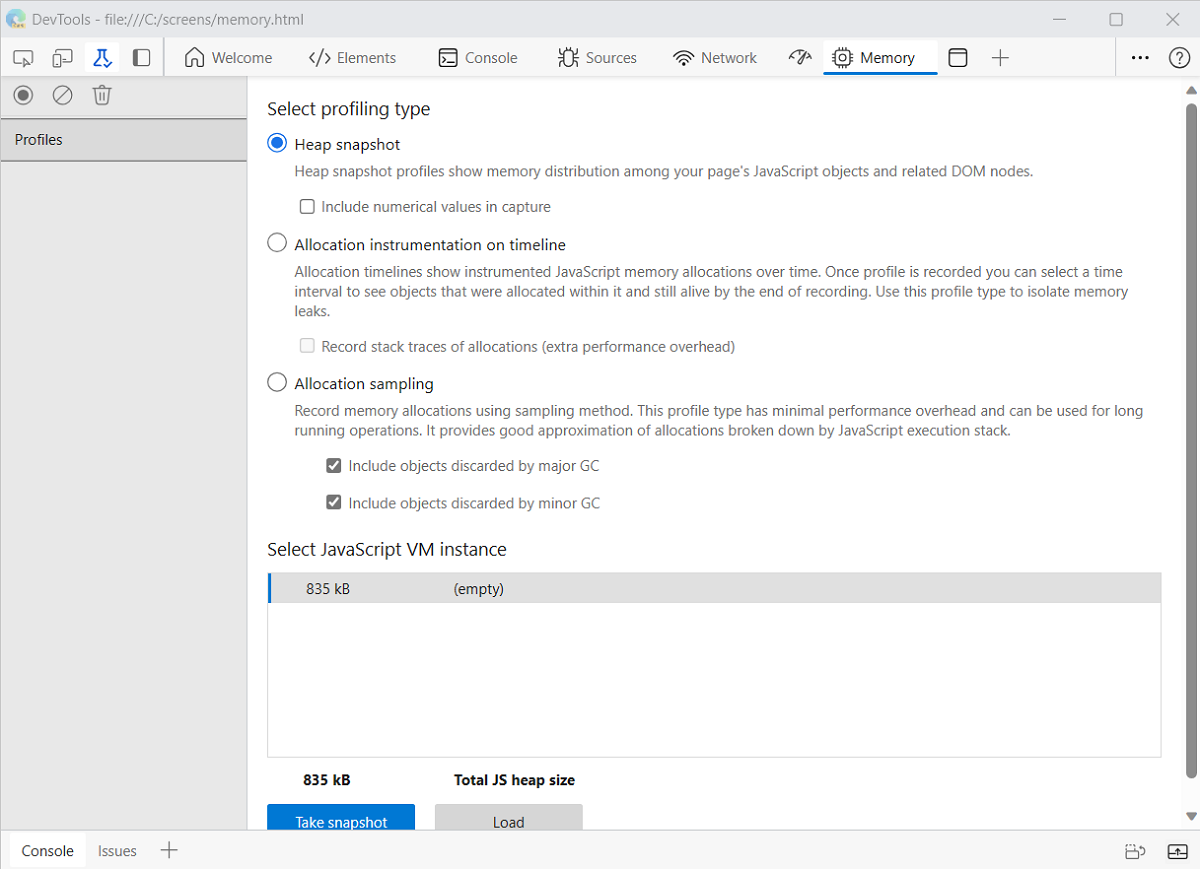 DevTools - file:///C:/screens/memory.html
Welcome
Elements
Console
Sources
Network
Memory
Profiles
Select profiling type
Heap snapshot
Heap snapshot profiles show memory distribution among your page's JavaScript objects and related DOM nodes.
Include numerical values in capture
Allocation instrumentation on timeline
Allocation timelines show instrumented JavaScript memory allocations over time. Once profile is recorded you can select a time
interval to see objects that were allocated within it and still alive by the end of recording. Use this profile type to isolate memory
leaks.
Record stack traces of allocations (extra performance overhead)
Allocation sampling
Record memory allocations using sampling method. This profile type has minimal performance overhead and can be used for long
running operations. It provides good approximation of allocations broken down by JavaScript execution stack.
Include objects discarded by major GC
Include objects discarded by minor GC
Select JavaScript VM instance
835 kB (empty)
835 kB Total JS heap size
Take snapshot Load
Console Issues